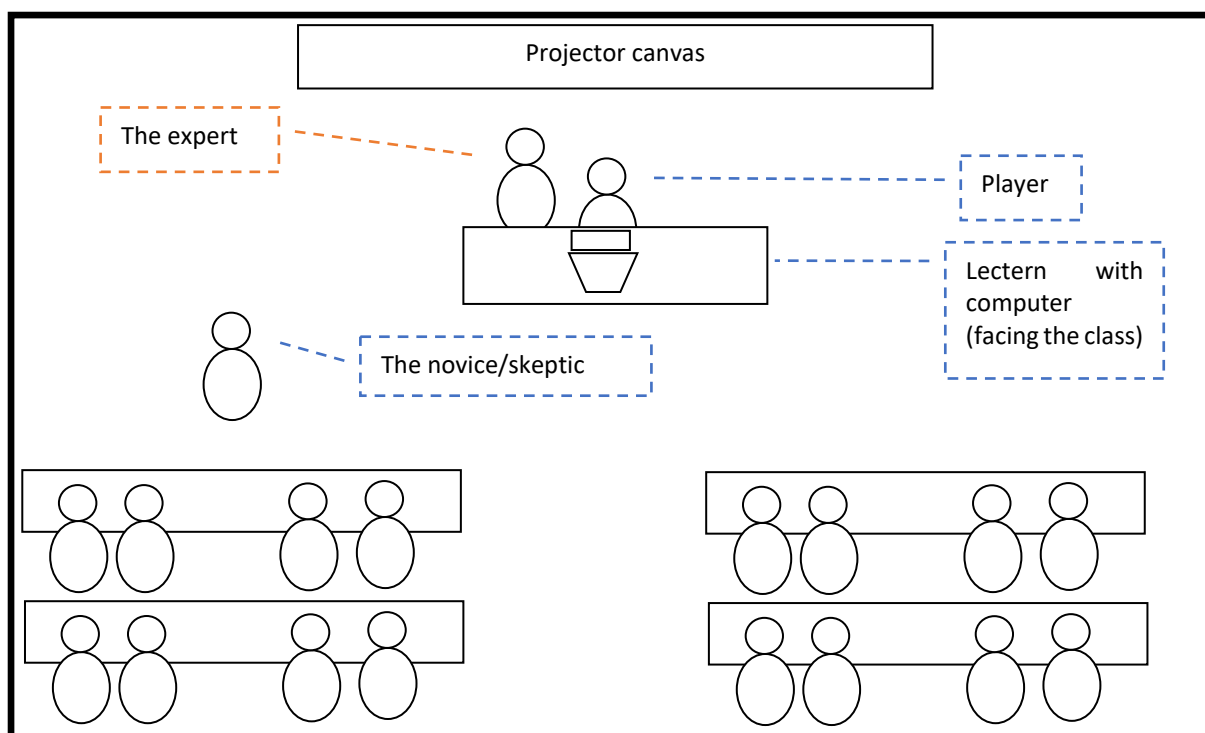 Projector canvas
The expert
Player
Lectern with
computer
(facing the class)
The novice/skeptic